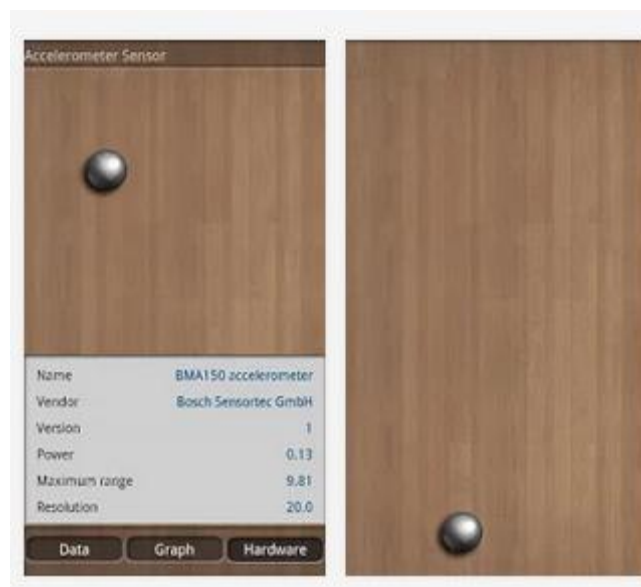 Accelerometer Sensor
Name BMA150 accelerometer
Vendor Bosch Sensortec GmbH
Version 1
Power 0.13
Maximum range 9.81
Resolution 20.0
Data Graph Hardware